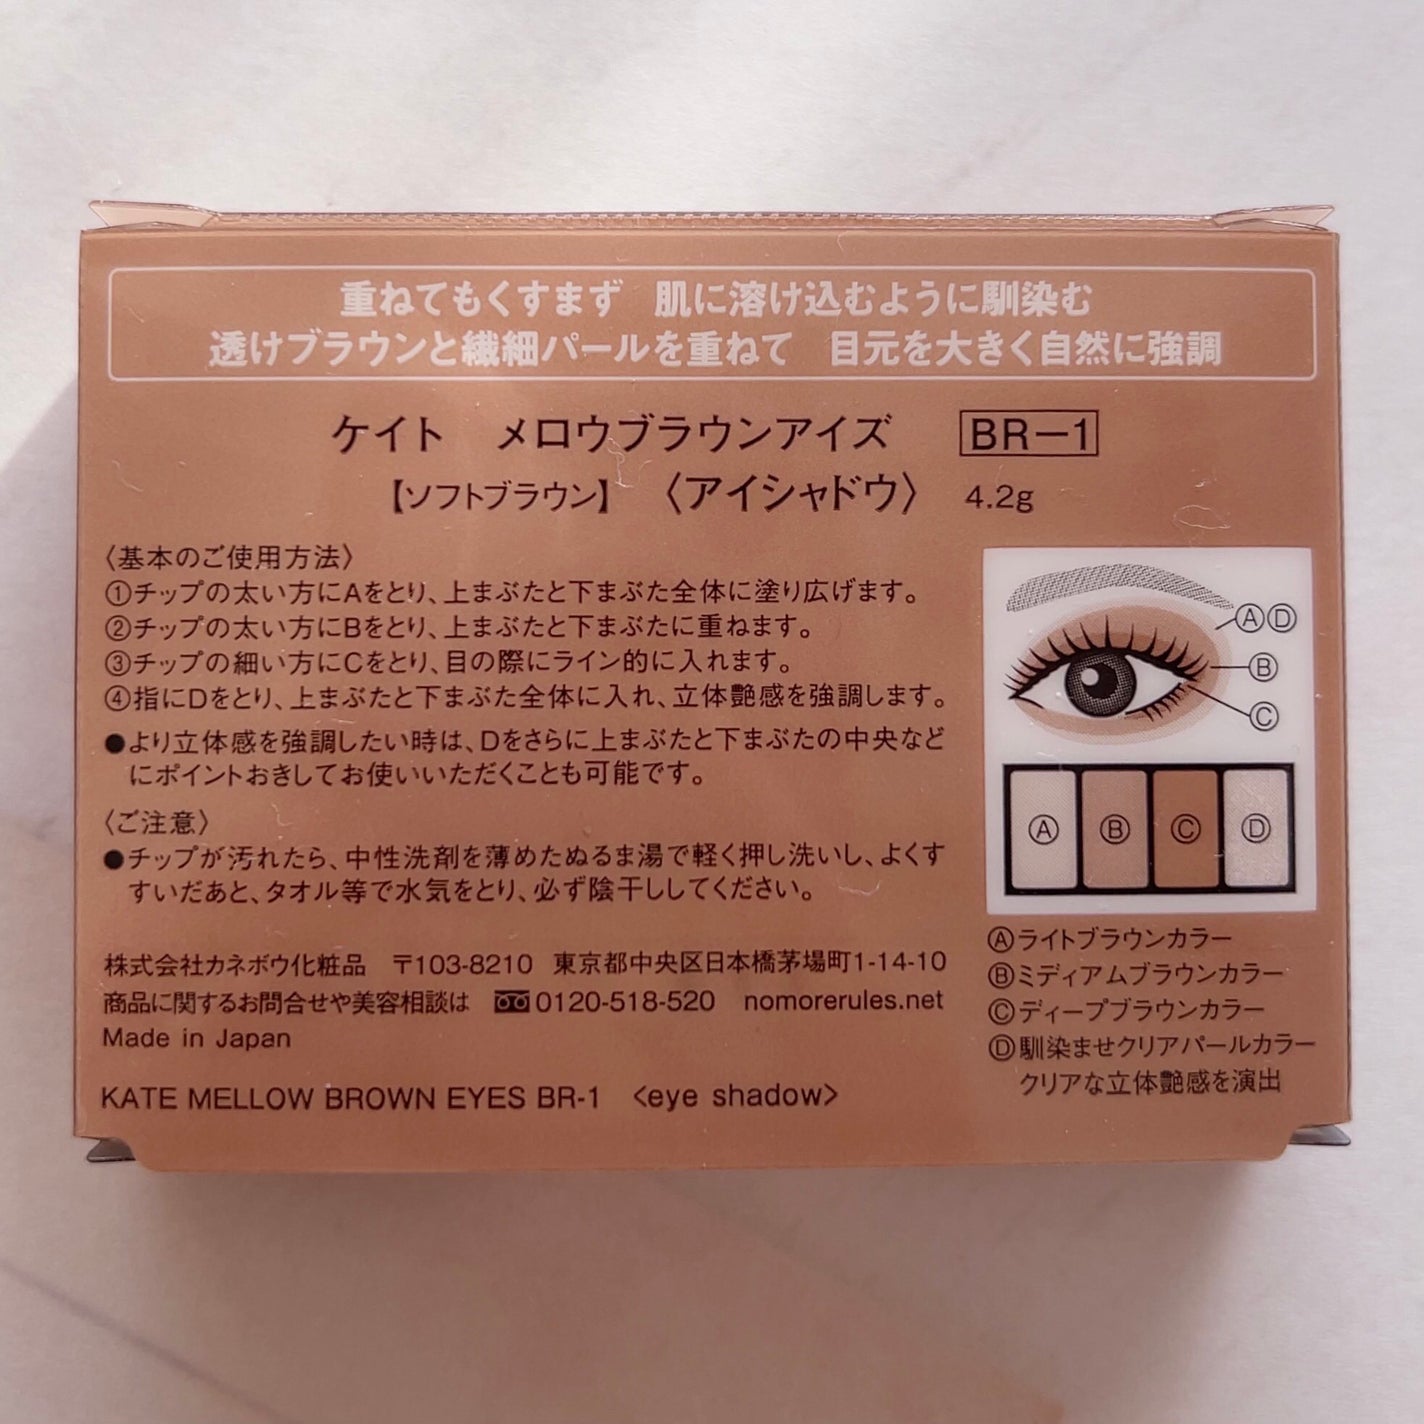 重ねてもくすまず 肌に溶け込むように馴染む
透けブラウンと繊細パールを重ねて 目元を大きく自然に強調
ケイト メロウブラウンアイズ BR-1
【ソフトブラウン】〈アイシャドウ〉 4.2g
〈基本のご使用方法〉
①チップの太い方にAをとり、上まぶたと下まぶた全体に塗り広げます。
②チップの太い方にBをとり、上まぶたと下まぶたに重ねます。
③チップの細い方にCをとり、目の際にライン的に入れます。
④指にDをとり、上まぶたと下まぶた全体に入れ、立体艶感を強調します。
●より立体感を強調したい時は、Dをさらに上まぶたと下まぶたの中央など
にポイントおきしてお使いいただくことも可能です。
〈ご注意〉
●チップが汚れたら、中性洗剤を薄めたぬるま湯で軽く押し洗いし、よくす
すいだあと、タオル等で水気をとり、必ず陰干ししてください。
株式会社カネボウ化粧品 〒103-8210 東京都中央区日本橋茅場町1-14-10
商品に関するお問合せや美容相談は 0120-518-520 nomorerules.net
Made in Japan
KATE MELLOW BROWN EYES BR-1 <eye shadow>
Ⓐ Ⓓ
Ⓑ
Ⓒ
Ⓐ Ⓑ Ⓒ Ⓓ
Ⓐライトブラウンカラー
Ⓑミディアムブラウンカラー
Ⓒディープブラウンカラー
Ⓓ馴染ませクリアパールカラー
クリアな立体艶感を演出